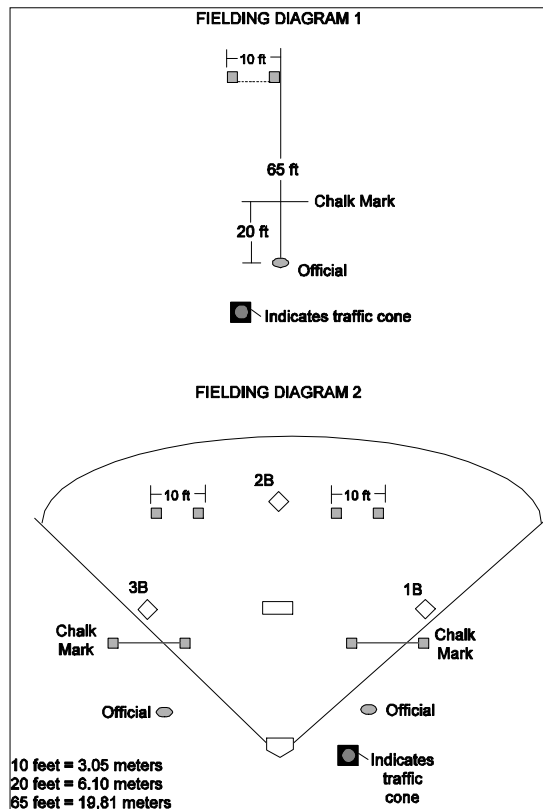 FIELDING DIAGRAM 1
10 ft
65 ft
Chalk Mark
20 ft
Official
Indicates traffic cone
FIELDING DIAGRAM 2
10 ft
2B
10 ft
3B
1B
Chalk
Mark
Chalk
Mark
Official
Official
Indicates
traffic
cone
10 feet = 3.05 meters
20 feet = 6.10 meters
65 feet = 19.81 meters